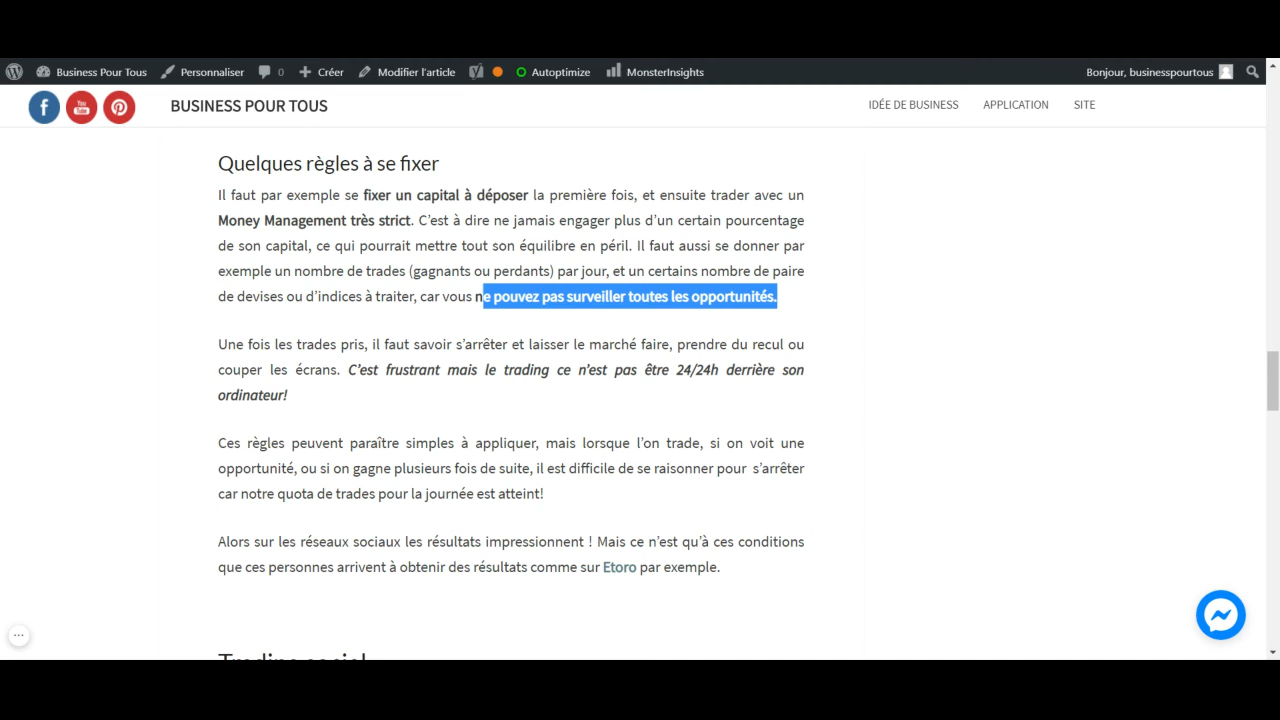 Business Pour Tous Personnaliser 0 Créer Modifier l'article Autoptimize MonsterInsights Bonjour, businesspourtous
f You Tube BUSINESS POUR TOUS IDÉE DE BUSINESS APPLICATION SITE
Quelques règles à se fixer
Il faut par exemple se fixer un capital à déposer la première fois, et ensuite trader avec un
Money Management très strict. C'est à dire ne jamais engager plus d'un certain pourcentage
de son capital, ce qui pourrait mettre tout son équilibre en péril. Il faut aussi se donner par
exemple un nombre de trades (gagnants ou perdants) par jour, et un certains nombre de paire
de devises ou d'indices à traiter, car vous ne pouvez pas surveiller toutes les opportunités.
Une fois les trades pris, il faut savoir s'arrêter et laisser le marché faire, prendre du recul ou
couper les écrans. C'est frustrant mais le trading ce n'est pas être 24/24h derrière son
ordinateur!
Ces règles peuvent paraître simples à appliquer, mais lorsque l'on trade, si on voit une
opportunité, ou si on gagne plusieurs fois de suite, il est difficile de se raisonner pour s'arrêter
car notre quota de trades pour la journée est atteint!
Alors sur les réseaux sociaux les résultats impressionnent ! Mais ce n'est qu'à ces conditions
que ces personnes arrivent à obtenir des résultats comme sur Etoro par exemple.
Trading social